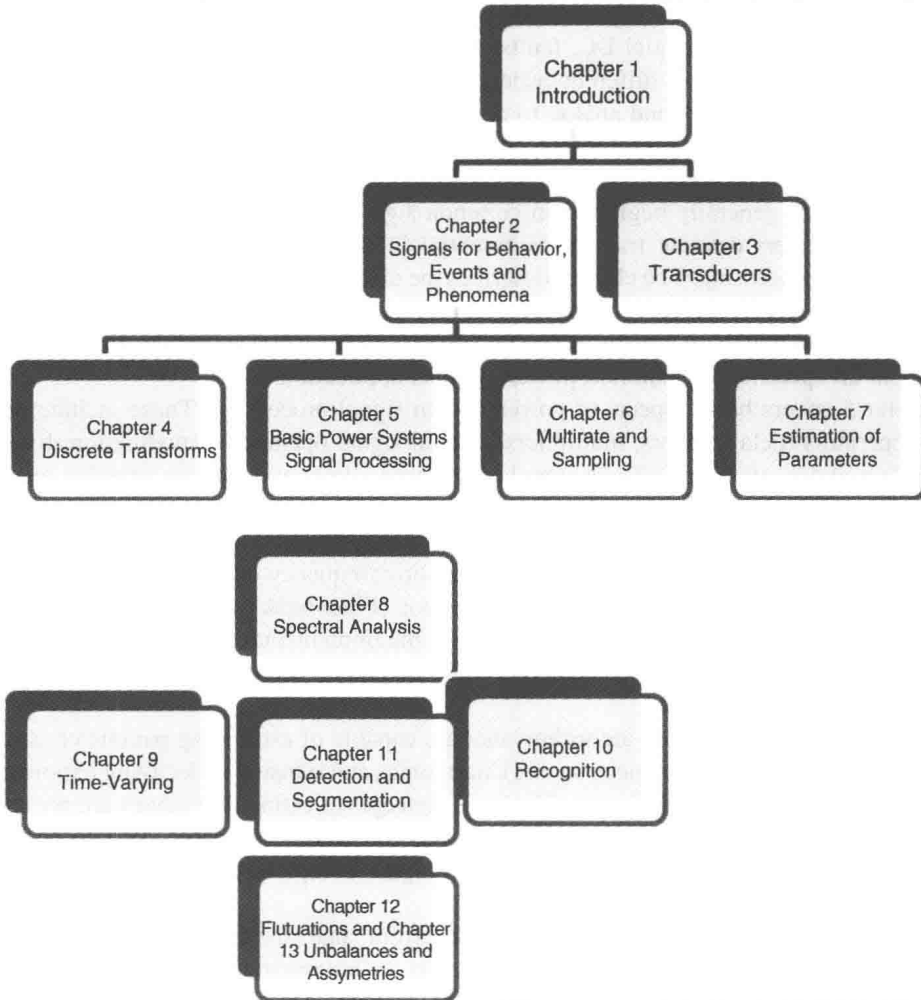 Chapter 1
Introduction
Chapter 2
Signals for Behavior,
Events and
Phenomena
Chapter 3
Transducers
Chapter 4
Discrete Transforms
Chapter 5
Basic Power Systems
Signal Processing
Chapter 6
Multirate and
Sampling
Chapter 7
Estimation of
Parameters
Chapter 8
Spectral Analysis
Chapter 9
Time-Varying
Chapter 11
Detection and
Segmentation
Chapter 10
Recognition
Chapter 12
Flutuations and Chapter
13 Unbalances and
Assymetries